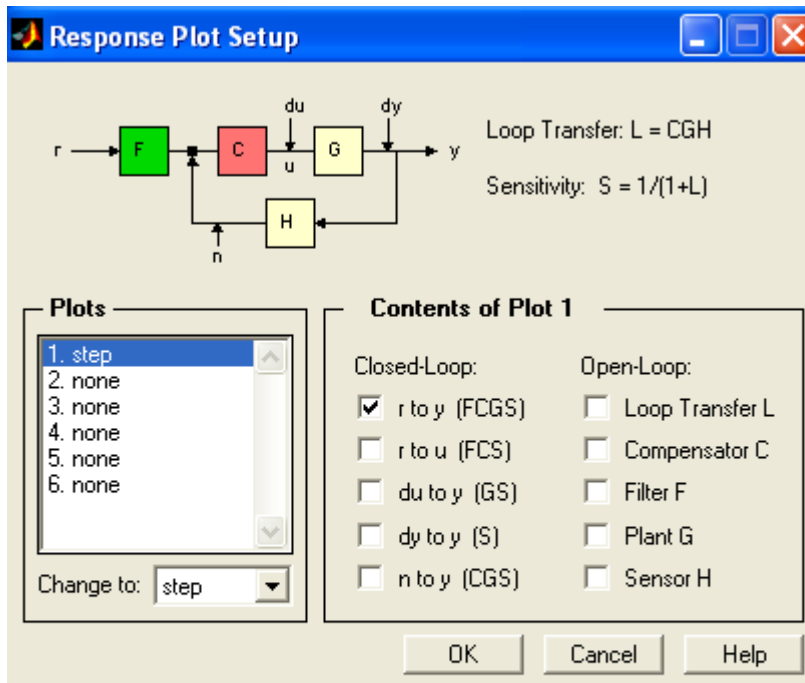 Response Plot Setup
du
dy
r
F
C
u
G
y
H
n
Loop Transfer: L = CGH
Sensitivity: S = 1/(1+L)
Plots
1. step
2. none
3. none
4. none
5. none
6. none
Change to: step
Contents of Plot 1
Closed-Loop:
r to y (FCGS)
r to u (FCS)
du to y (GS)
dy to y (S)
n to y (CGS)
Open-Loop:
Loop Transfer L
Compensator C
Filter F
Plant G
Sensor H
OK
Cancel
Help